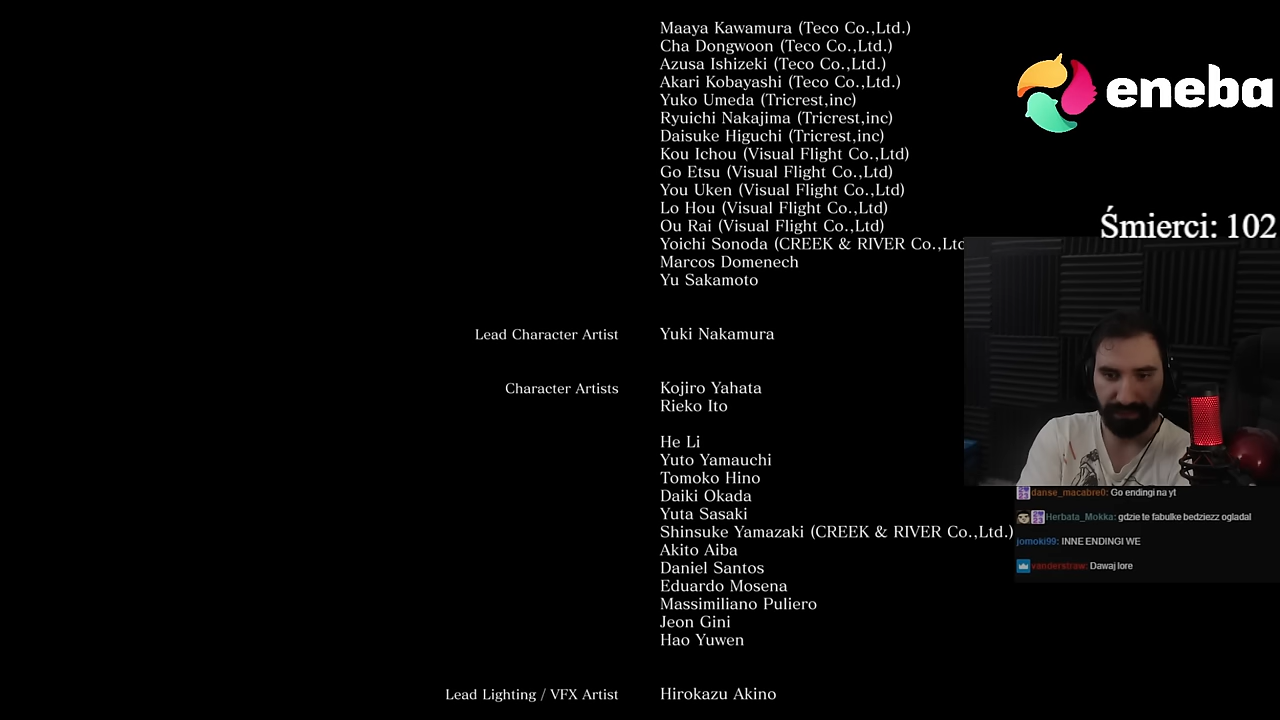 Maaya Kawamura (Teco Co.,Ltd.)
Cha Dongwoon (Teco Co.,Ltd.)
Azusa Ishizeki (Teco Co.,Ltd.)
Akari Kobayashi (Teco Co.,Ltd.)
Yuko Umeda (Tricrest,inc)
Ryuichi Nakajima (Tricrest,inc)
Daisuke Higuchi (Tricrest,inc)
Kou Ichou (Visual Flight Co.,Ltd)
Go Etsu (Visual Flight Co.,Ltd)
You Uken (Visual Flight Co.,Ltd)
Lo Hou (Visual Flight Co.,Ltd)
Ou Rai (Visual Flight Co.,Ltd)
Yoichi Sonoda (CREEK & RIVER Co.,Ltd
Marcos Domenech
Yu Sakamoto
Lead Character Artist Yuki Nakamura
Character Artists Kojiro Yahata
Rieko Ito
He Li
Yuto Yamauchi
Tomoko Hino
Daiki Okada
Yuta Sasaki
Shinsuke Yamazaki (CREEK & RIVER Co.,Ltd.)
Akito Aiba
Daniel Santos
Eduardo Mosena
Massimiliano Puliero
Jeon Gini
Hao Yuwen
Lead Lighting / VFX Artist Hirokazu Akino
eneba
Śmierci: 102
danse_macabre0: Go endingi na yt
Herbata_Mokka: gdzie te fabulke bedziezz ogladal
jomoki99: INNE ENDINGI WE
vanderstraw: Dawaj lore